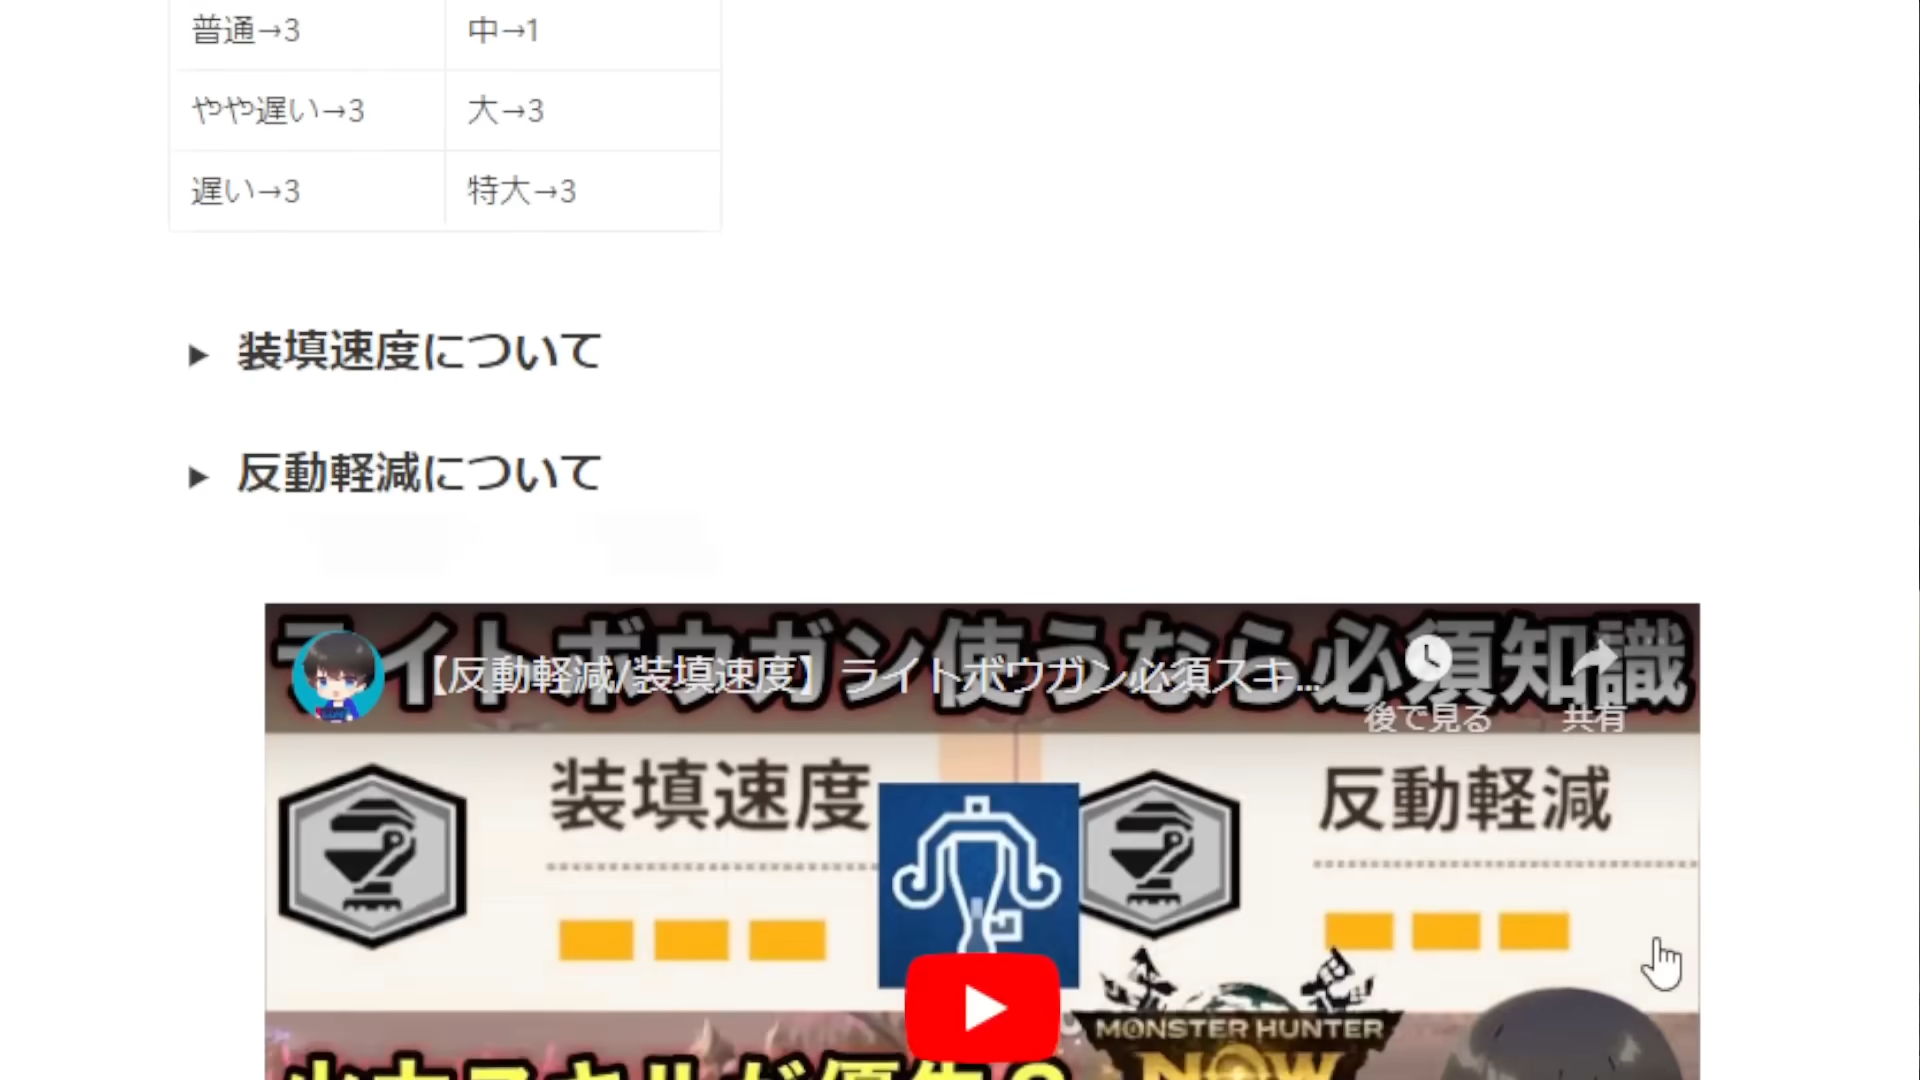 普通→3 中→1
やや遅い→3 大→3
遅い→3 特大→3
▶ 装填速度について
▶ 反動軽減について
ライトボウガン使うなら必須知識
【反動軽減/装填速度】ライトボウガン必須スキ...
後で見る 共有
装填速度 反動軽減
MONSTER HUNTER
NOW